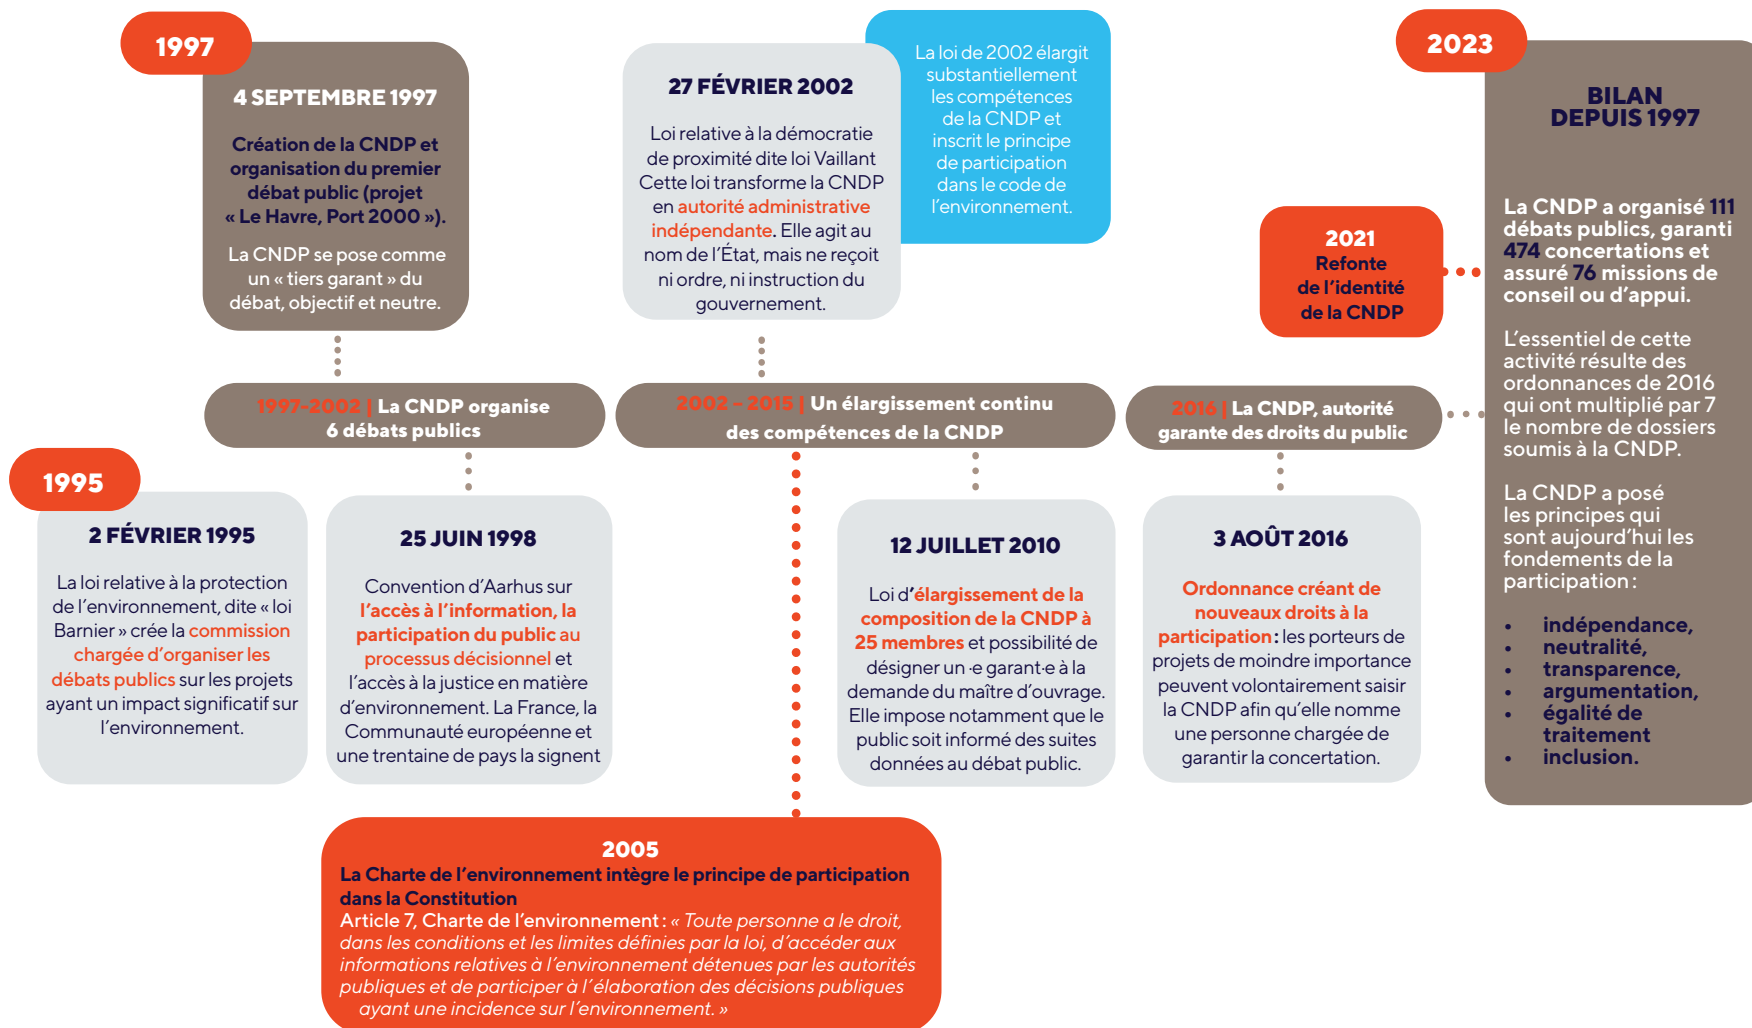 1997
4 SEPTEMBRE 1997
Création de la CNDP et
organisation du premier
débat public (projet
« Le Havre, Port 2000 »).
La CNDP se pose comme
un « tiers garant » du
débat, objectif et neutre.
27 FÉVRIER 2002
Loi relative à la démocratie
de proximité dite loi Vaillant
Cette loi transforme la CNDP
en autorité administrative
indépendante. Elle agit au
nom de l’État, mais ne reçoit
ni ordre, ni instruction du
gouvernement.
La loi de 2002 élargit
substantiellement
les compétences
de la CNDP et
inscrit le principe
de participation
dans le code de
l’environnement.
2021
Refonte
de l’identité
de la CNDP
1997-2002 | La CNDP organise
6 débats publics
2002 – 2015 | Un élargissement continu
des compétences de la CNDP
2016 | La CNDP, autorité
garante des droits du public
1995
2 FÉVRIER 1995
La loi relative à la protection
de l’environnement, dite « loi
Barnier » crée la commission
chargée d’organiser les
débats publics sur les projets
ayant un impact significatif sur
l’environnement.
25 JUIN 1998
Convention d’Aarhus sur
l’accès à l’information, la
participation du public au
processus décisionnel et
l’accès à la justice en matière
d’environnement. La France, la
Communauté européenne et
une trentaine de pays la signent
12 JUILLET 2010
Loi d’élargissement de la
composition de la CNDP à
25 membres et possibilité de
désigner un ·e garant·e à la
demande du maître d’ouvrage.
Elle impose notamment que le
public soit informé des suites
données au débat public.
3 AOÛT 2016
Ordonnance créant de
nouveaux droits à la
participation : les porteurs de
projets de moindre importance
peuvent volontairement saisir
la CNDP afin qu’elle nomme
une personne chargée de
garantir la concertation.
2005
La Charte de l’environnement intègre le principe de participation
dans la Constitution
Article 7, Charte de l’environnement : « Toute personne a le droit,
dans les conditions et les limites définies par la loi, d’accéder aux
informations relatives à l’environnement détenues par les autorités
publiques et de participer à l’élaboration des décisions publiques
ayant une incidence sur l’environnement. »
2023
BILAN
DEPUIS 1997
La CNDP a organisé 111
débats publics, garanti
474 concertations et
assuré 76 missions de
conseil ou d’appui.
L’essentiel de cette
activité résulte des
ordonnances de 2016
qui ont multiplié par 7
le nombre de dossiers
soumis à la CNDP.
La CNDP a posé
les principes qui
sont aujourd’hui les
fondements de la
participation :
• indépendance,
• neutralité,
• transparence,
• argumentation,
• égalité de
traitement
• inclusion.